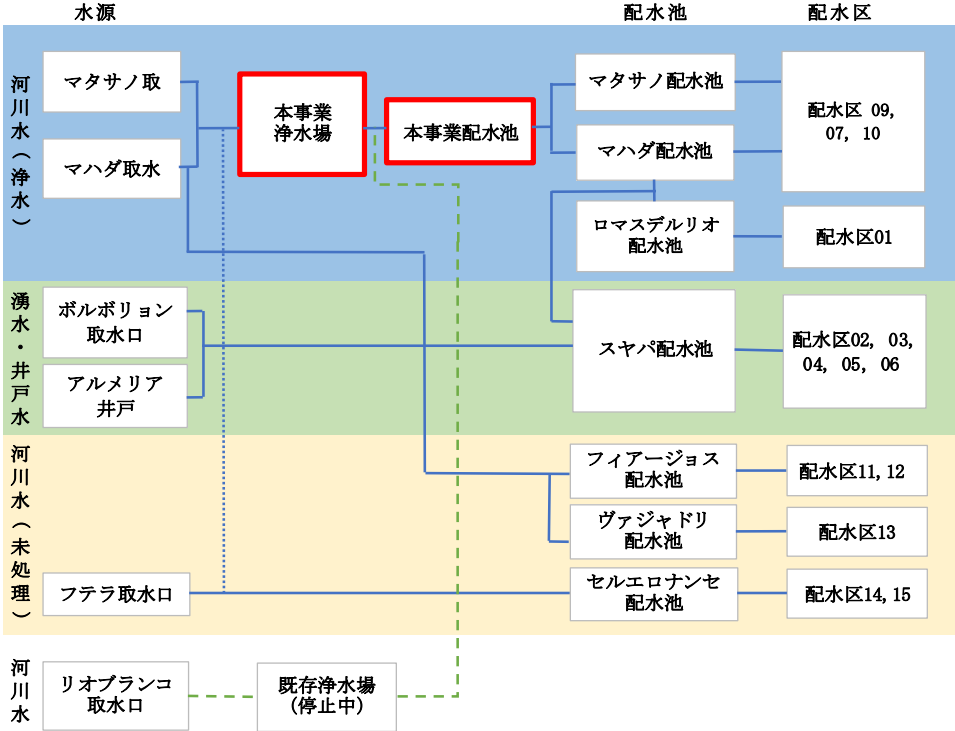 水源
配水池
配水区
河川水（浄水）
マタサノ取
マハダ取水
本事業
浄水場
本事業配水池
マタサノ配水池
マハダ配水池
ロマスデルリオ
配水池
配水区 09,
07, 10
配水区01
湧水・井戸水
ボルボリョン
取水口
アルメリア
井戸
スヤパ配水池
配水区02, 03,
04, 05, 06
河川水（未処理）
フテラ取水口
フィアージョス
配水池
ヴァジャドリ
配水池
セルエロナンセ
配水池
配水区11,12
配水区13
配水区14,15
河川水
リオブランコ
取水口
既存浄水場
(停止中)